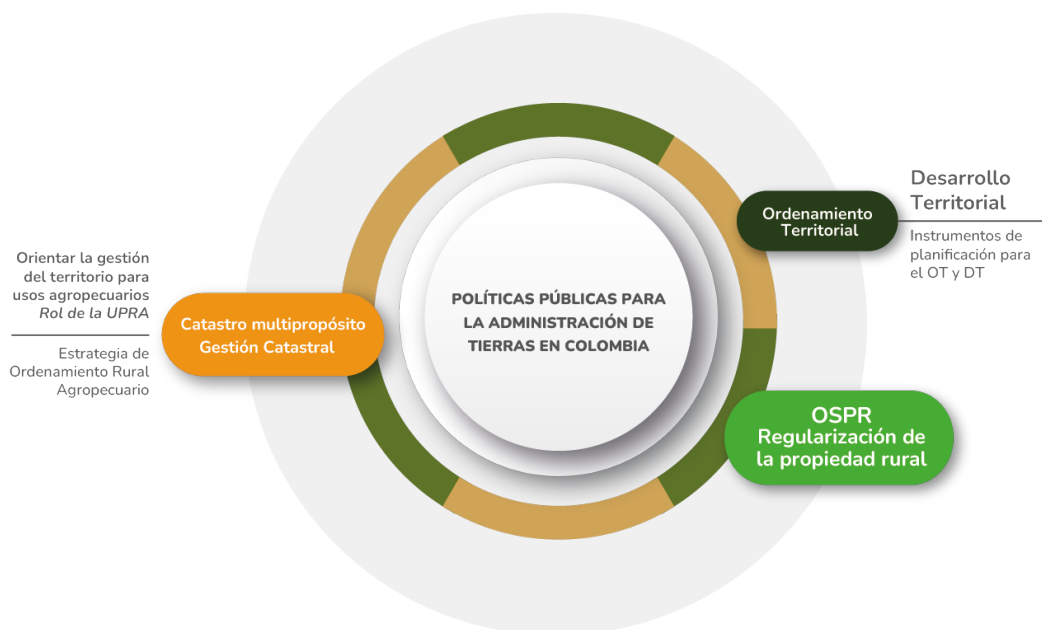 Orientar la gestión
del territorio para
usos agropecuarios
Rol de la UPRA
Estrategia de
Ordenamiento Rural
Agropecuario
Catastro multipropósito
Gestión Catastral
POLÍTICAS PÚBLICAS PARA
LA ADMINISTRACIÓN DE
TIERRAS EN COLOMBIA
Ordenamiento
Territorial
Desarrollo
Territorial
Instrumentos de
planificación para
el OT y DT
OSPR
Regularización de
la propiedad rural